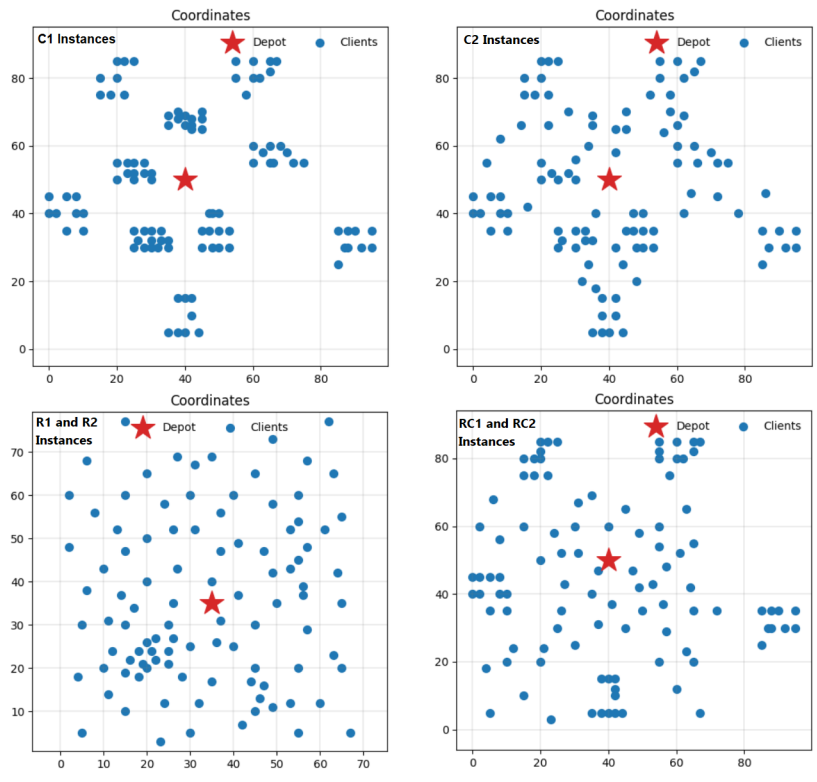 Coordinates
C1 Instances
Depot
Clients
80
60
40
20
0
0 20 40 60 80
Coordinates
C2 Instances
Depot
Clients
80
60
40
20
0
0 20 40 60 80
Coordinates
R1 and R2
Instances
Depot
Clients
70
60
50
40
30
20
10
0 10 20 30 40 50 60 70
Coordinates
RC1 and RC2
Instances
Depot
Clients
80
60
40
20
0
0 20 40 60 80